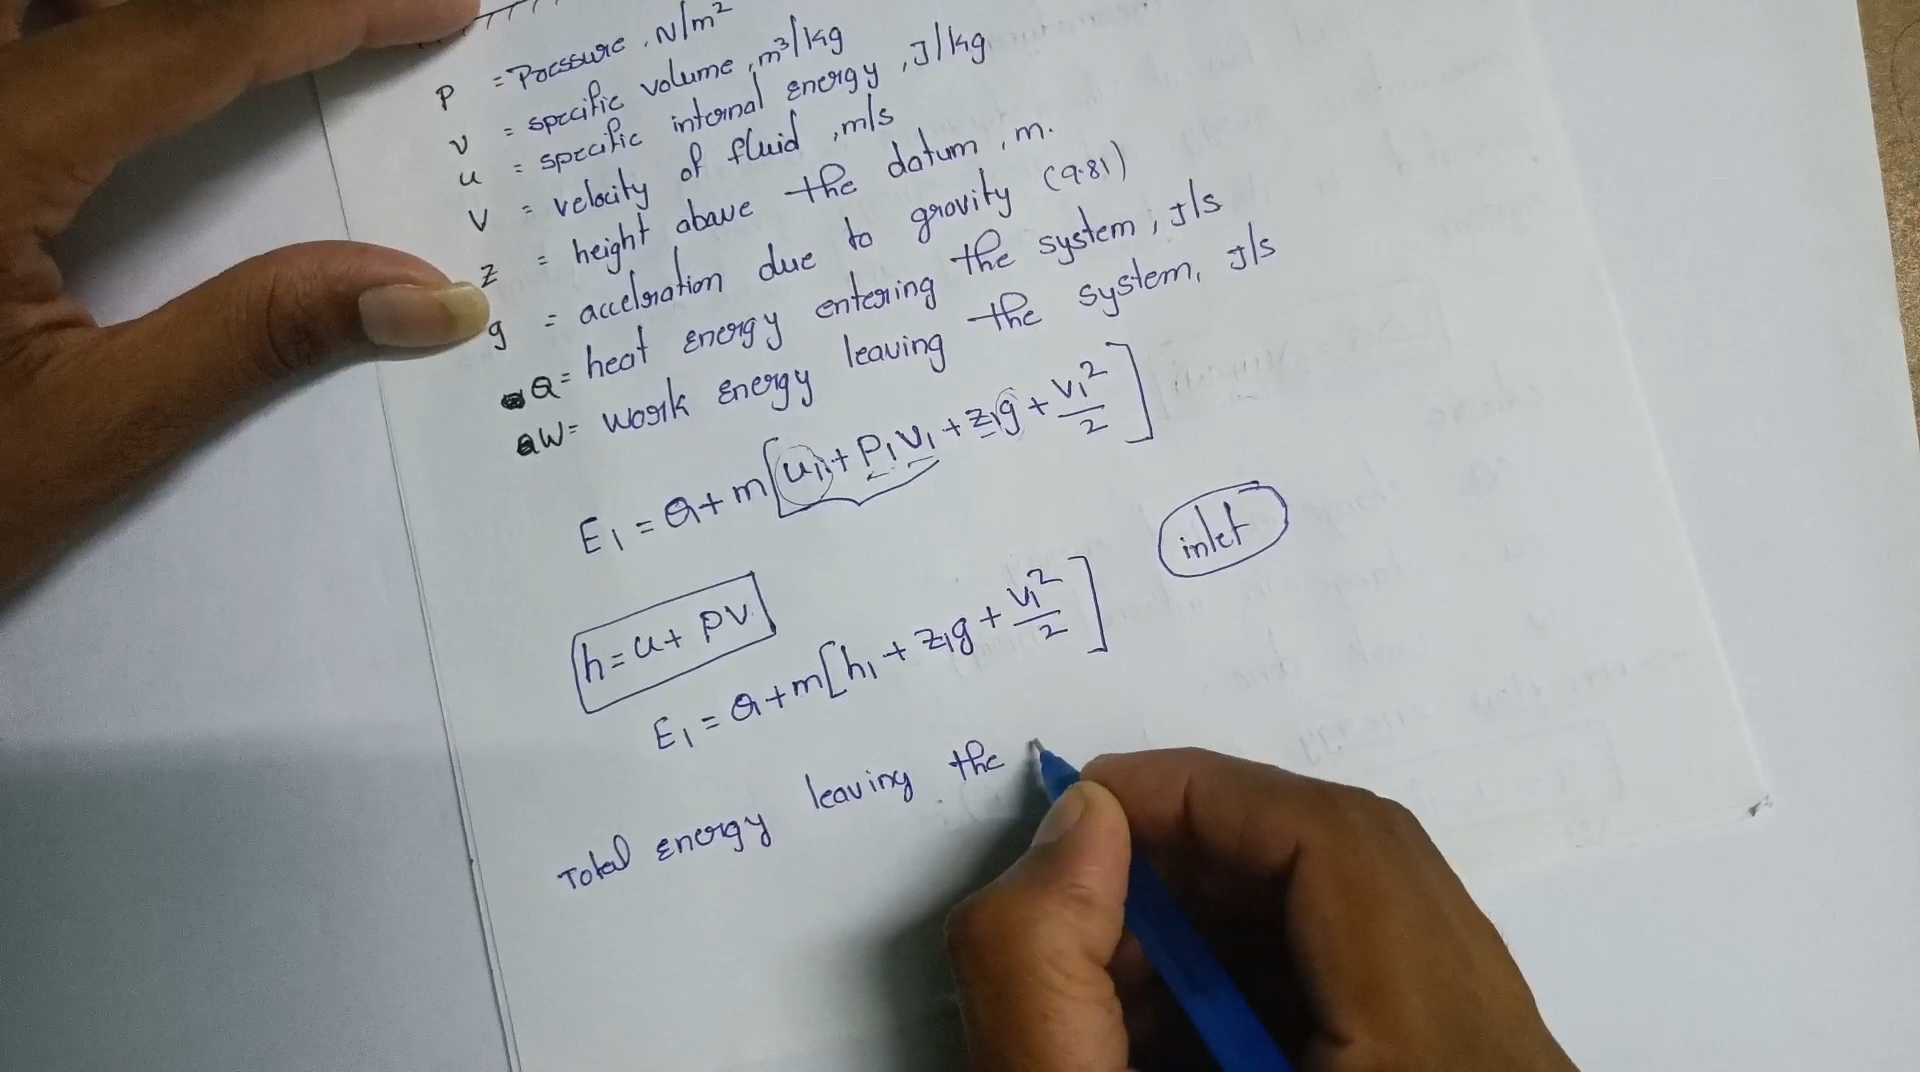 P = Pressure, N/m²
v = specific volume, m³/kg
u = specific internal energy, J/kg
V = velocity of fluid, m/s
z = height above the datum, m.
g = accelration due to gravity (9.81)
Q = heat energy entering the system, J/s
W = work energy leaving the system, J/s
E₁ = Q + m[u₁ + P₁V₁ + z₁g + V₁²/2]
inlet
h = u + PV
E₁ = Q + m[h₁ + z₁g + V₁²/2]
Total energy leaving the